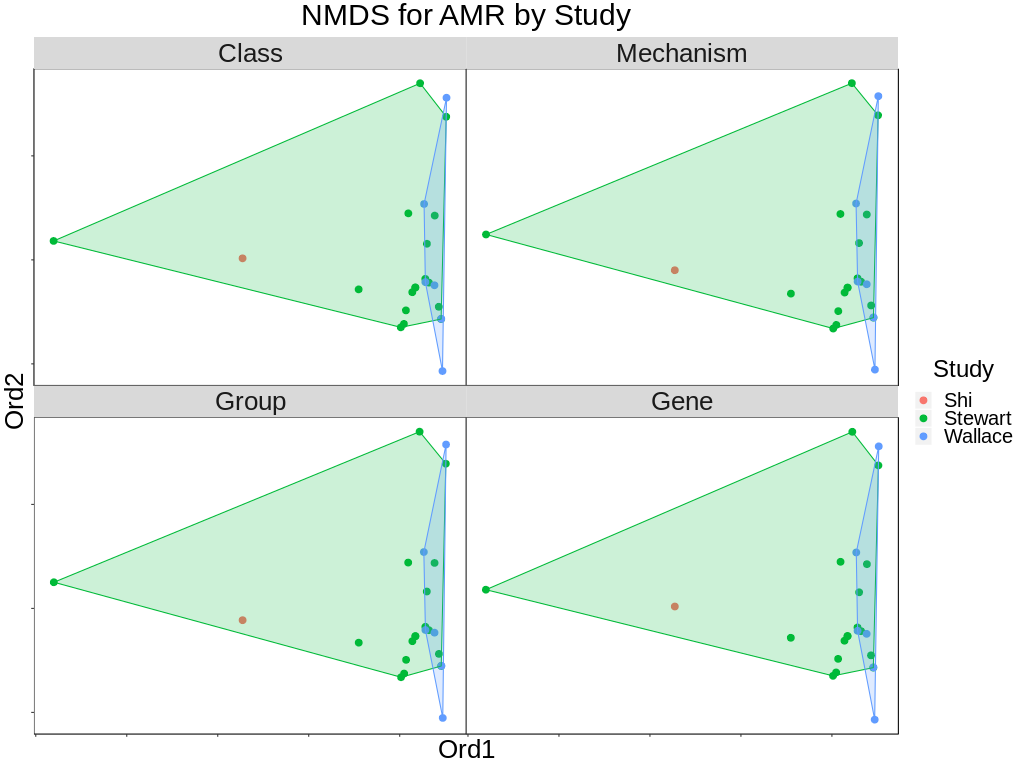 NMDS for AMR by Study
Class
Mechanism
Group
Gene
Ord2
Ord1
Study
Shi
Stewart
Wallace